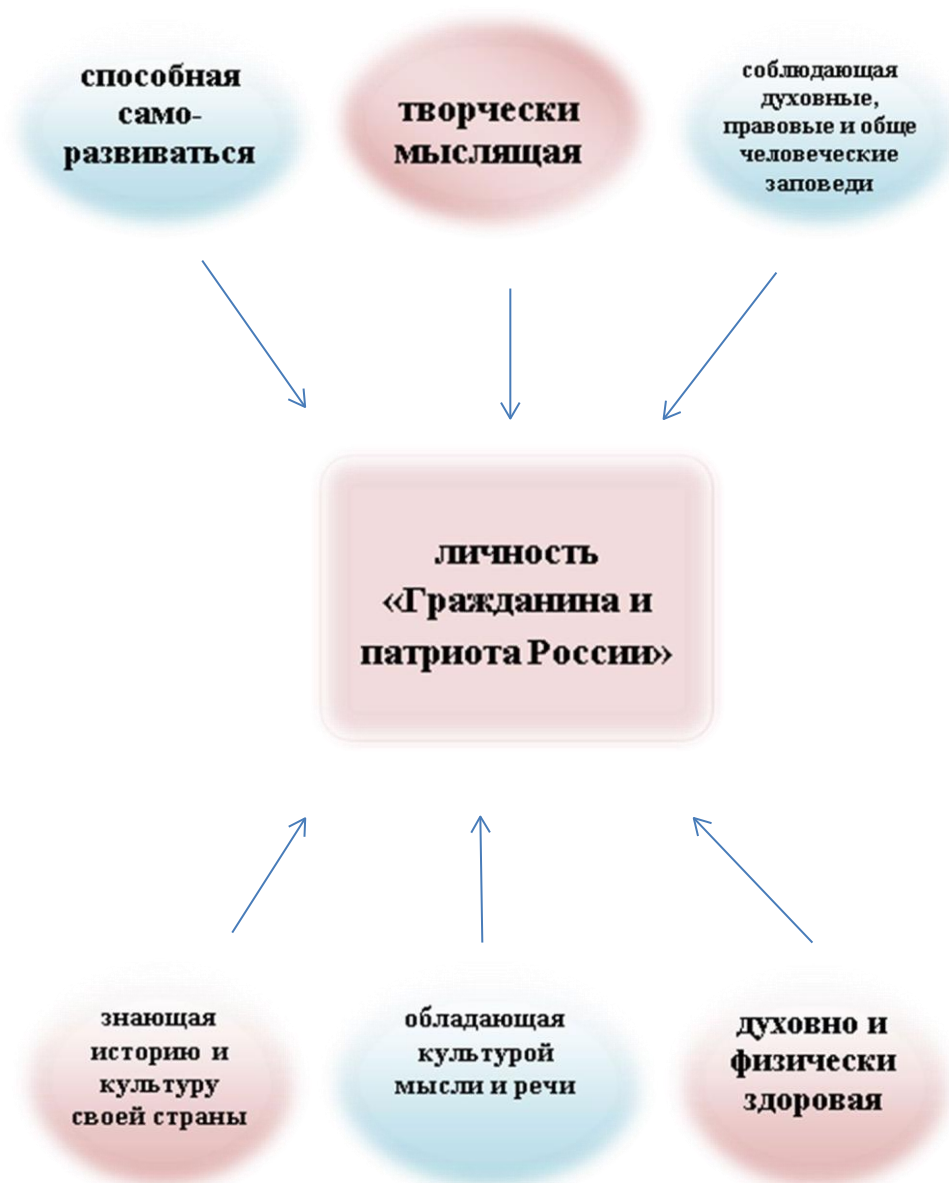 способная
само-
развиваться
творчески
мыслящая
соблюдающая
духовные,
правовые и обще
человеческие
заповеди
личность
«Гражданина и
патриота России»
знающая
историю и
культуру
своей страны
обладающая
культурой
мысли и речи
духовно и
физически
здоровая